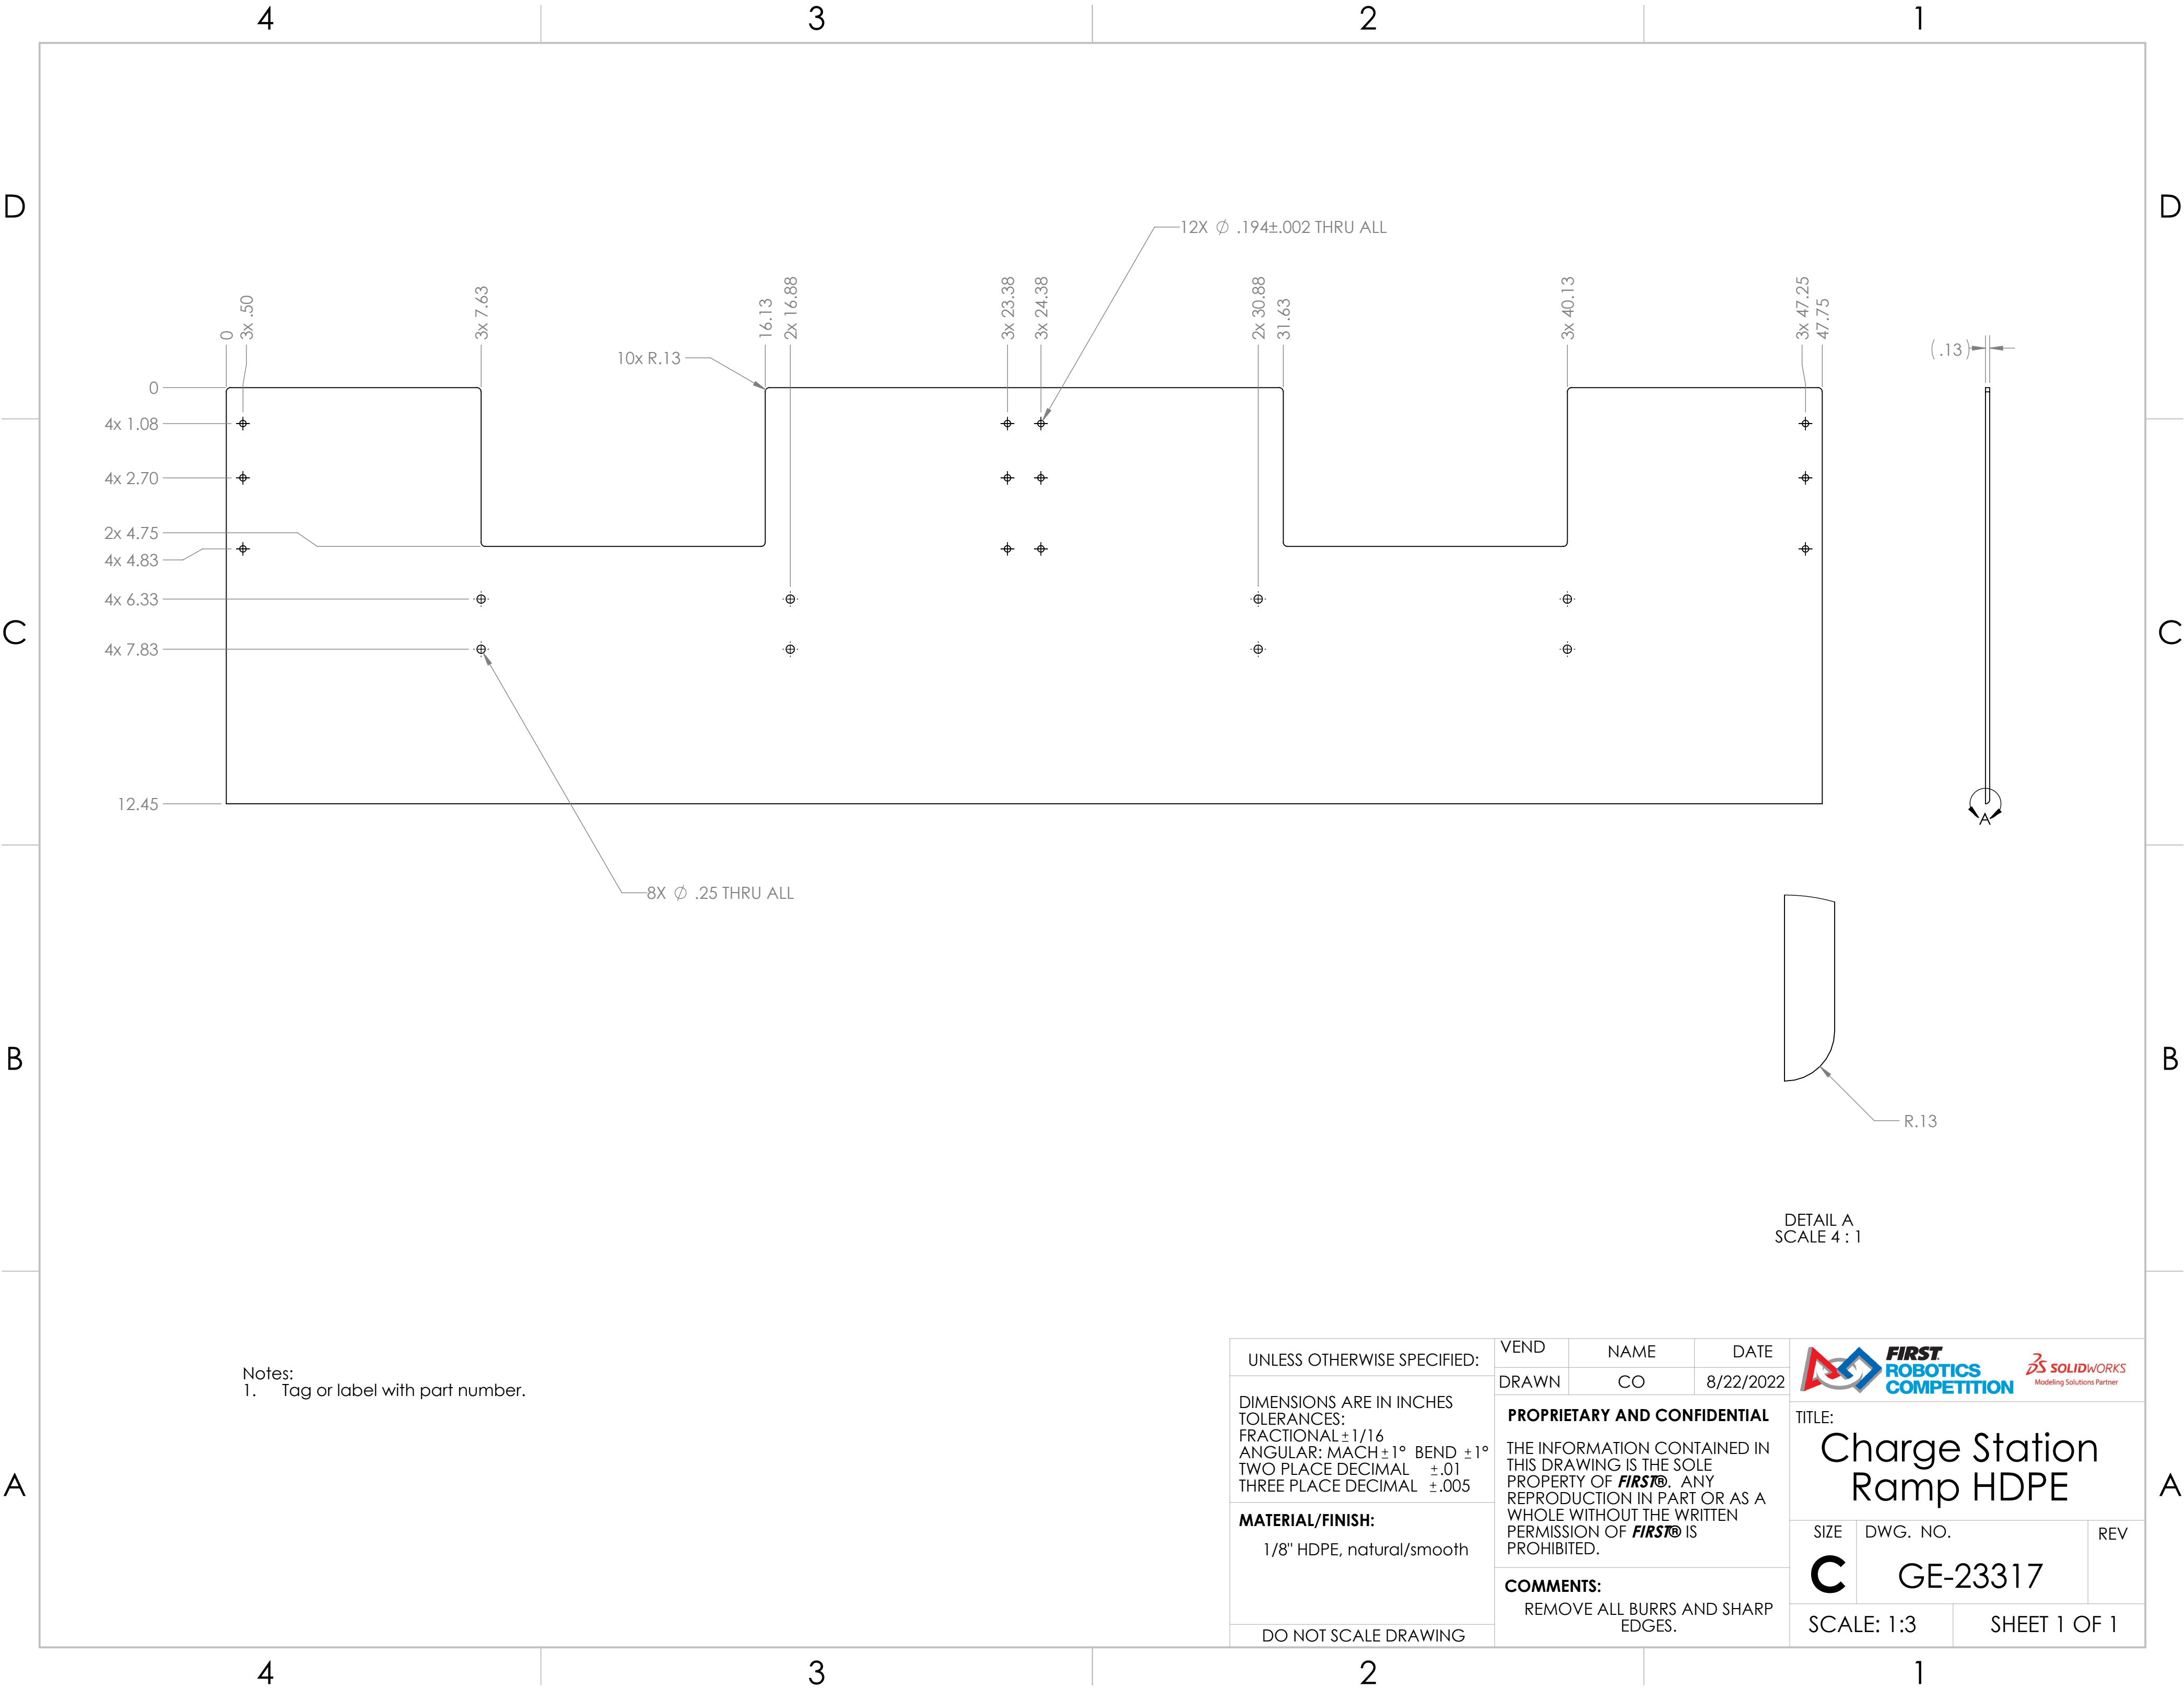 4 3 2 1
D D
12X ∅ .194±.002 THRU ALL
0
3x .50
3x 7.63
16.13
2x 16.88
3x 23.38
3x 24.38
2x 30.88
31.63
3x 40.13
3x 47.25
47.75
10x R.13
(.13)
0
4x 1.08
4x 2.70
2x 4.75
4x 4.83
4x 6.33
4x 7.83
12.45
C C
A
8X ∅ .25 THRU ALL
B B
R.13
DETAIL A
SCALE 4 : 1
Notes:
1. Tag or label with part number.
A A
UNLESS OTHERWISE SPECIFIED:
DIMENSIONS ARE IN INCHES
TOLERANCES:
FRACTIONAL±1/16
ANGULAR: MACH±1° BEND ±1°
TWO PLACE DECIMAL ±.01
THREE PLACE DECIMAL ±.005
MATERIAL/FINISH:
1/8" HDPE, natural/smooth
DO NOT SCALE DRAWING
VEND NAME DATE
DRAWN CO 8/22/2022
PROPRIETARY AND CONFIDENTIAL
THE INFORMATION CONTAINED IN
THIS DRAWING IS THE SOLE
PROPERTY OF FIRST®. ANY
REPRODUCTION IN PART OR AS A
WHOLE WITHOUT THE WRITTEN
PERMISSION OF FIRST® IS
PROHIBITED.
COMMENTS:
REMOVE ALL BURRS AND SHARP
EDGES.
FIRST
ROBOTICS
COMPETITION
SOLIDWORKS
Modeling Solutions Partner
TITLE:
Charge Station
Ramp HDPE
SIZE DWG. NO. REV
C GE-23317
SCALE: 1:3 SHEET 1 OF 1
4 3 2 1